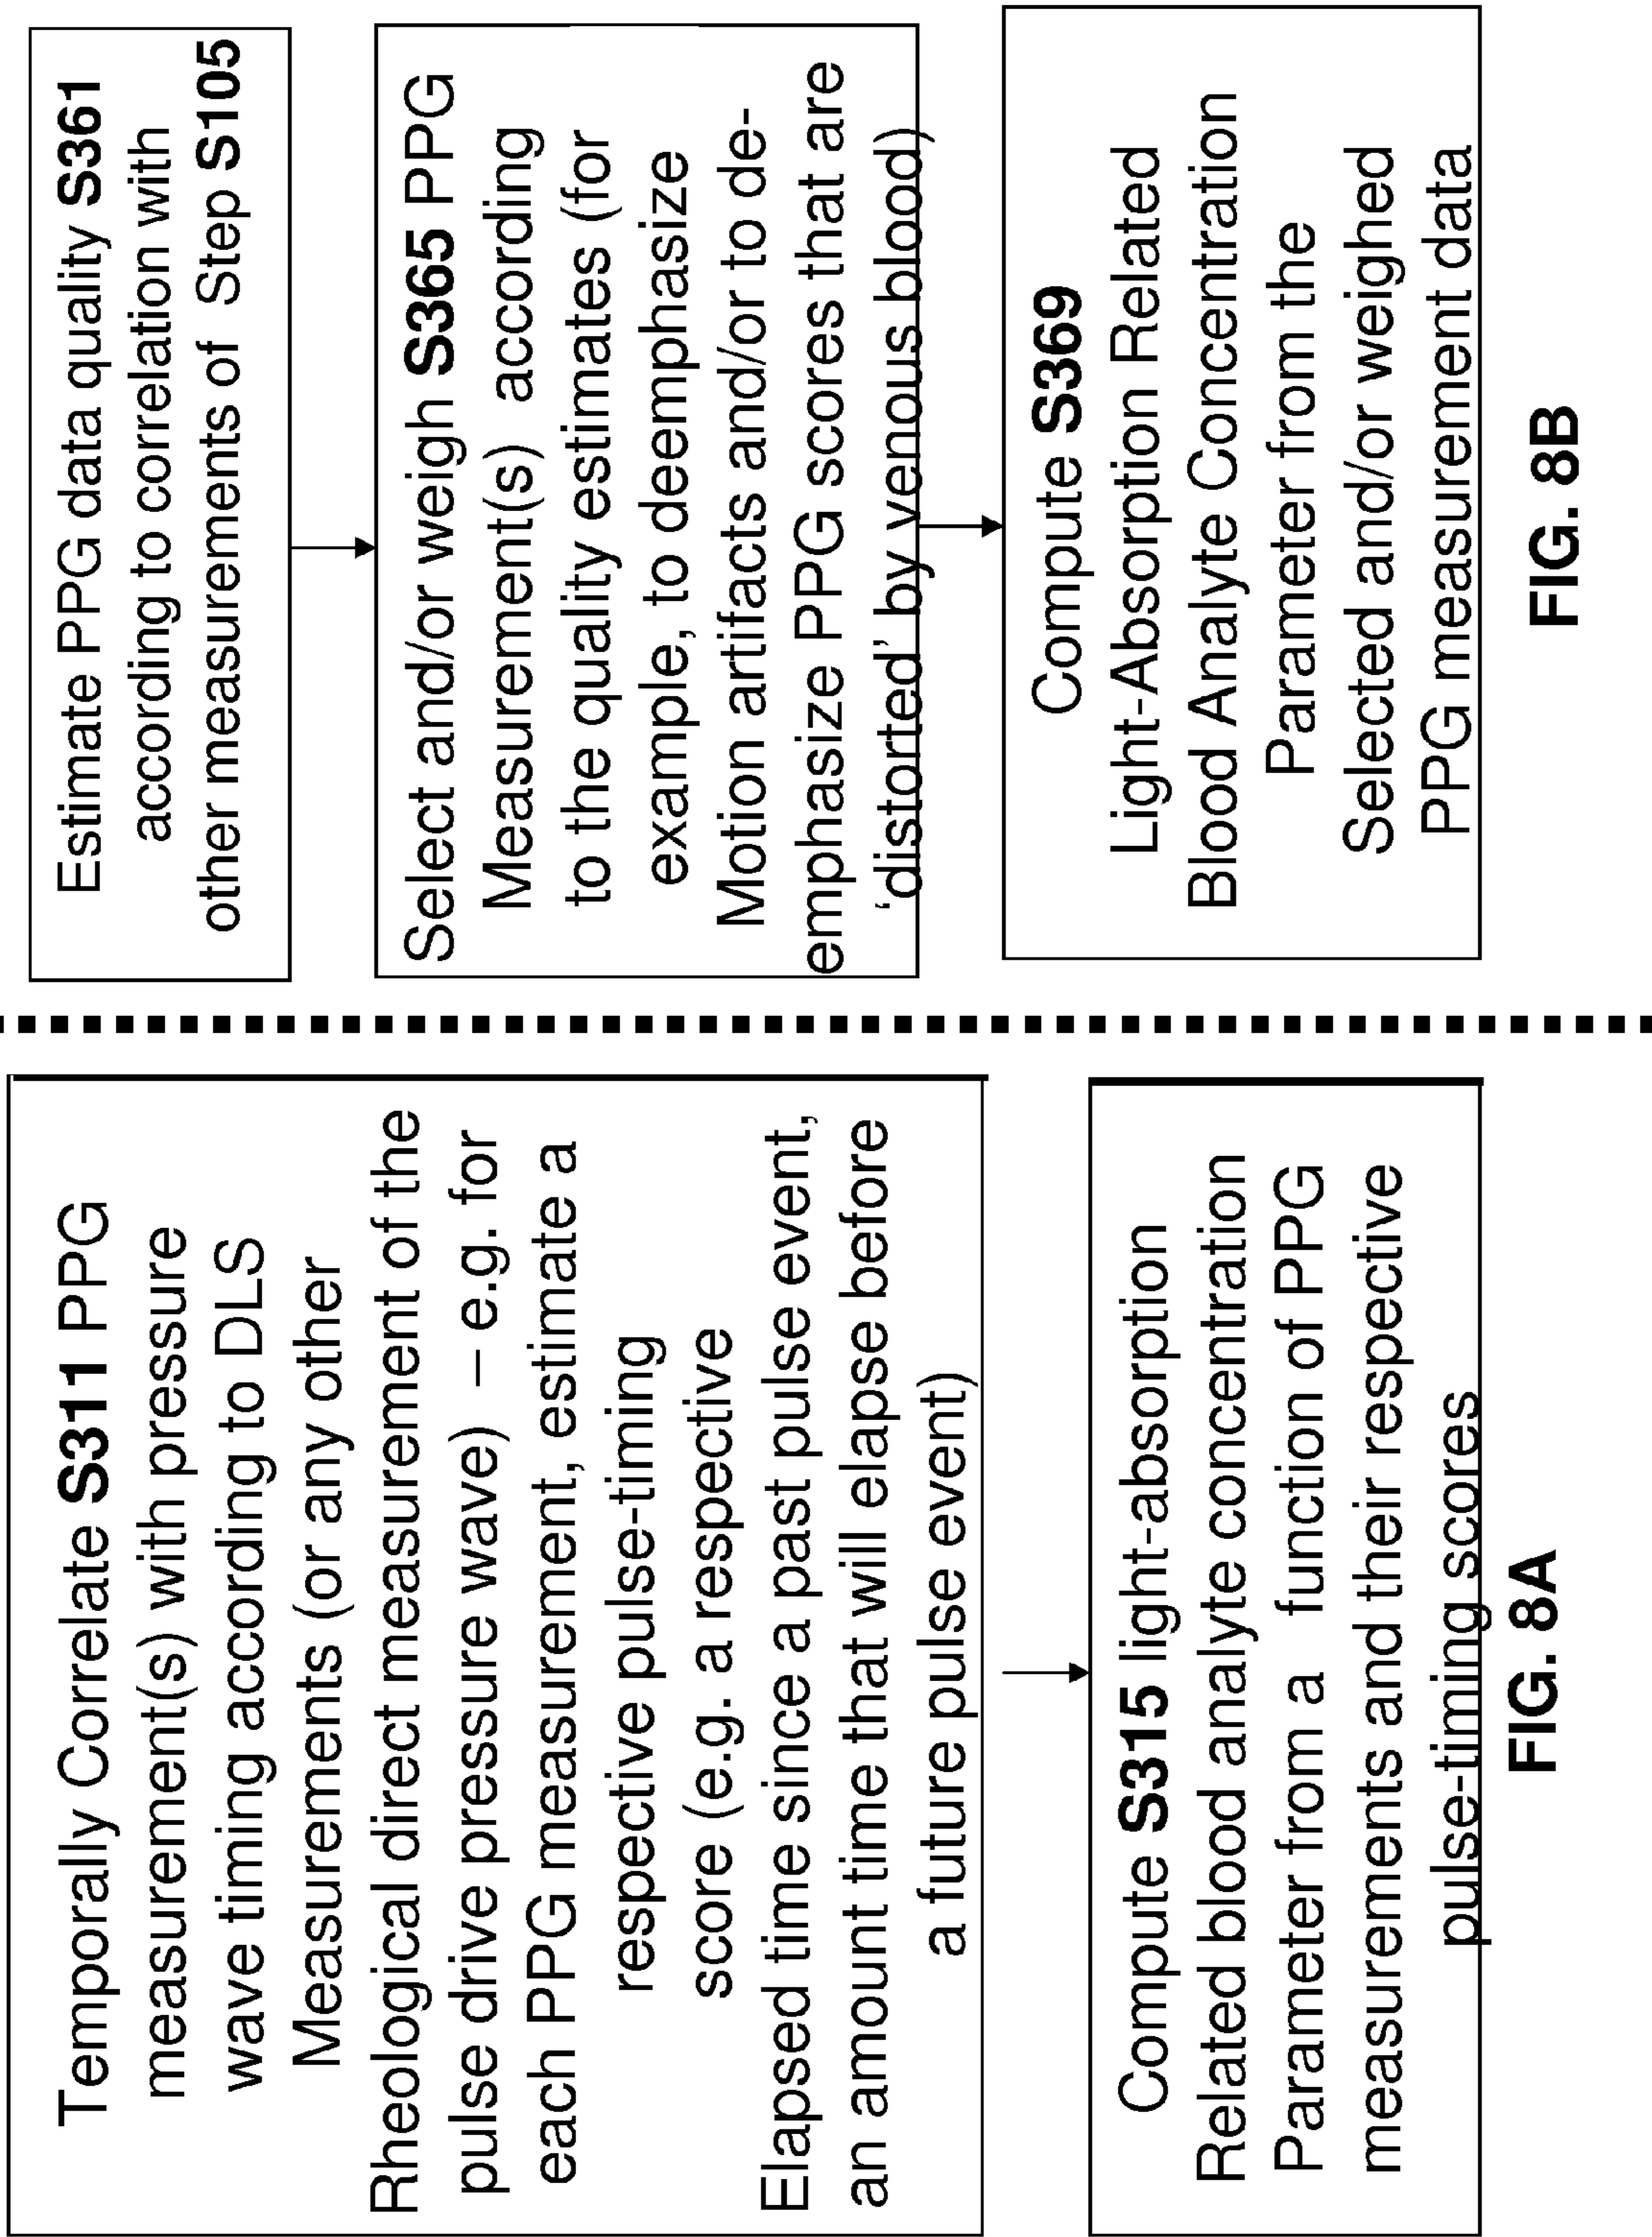 Temporally Correlate S311 PPG
measurement(s) with pressure
wave timing according to DLS
Measurements (or any other
Rheological direct measurement of the
pulse drive pressure wave) – e.g. for
each PPG measurement, estimate a
respective pulse-timing
score (e.g. a respective
Elapsed time since a past pulse event,
an amount time that will elapse before
a future pulse event)
Compute S315 light-absorption
Related blood analyte concentration
Parameter from a function of PPG
measurements and their respective
pulse-timing scores
FIG. 8A
Estimate PPG data quality S361
according to correlation with
other measurements of Step S105
Select and/or weigh S365 PPG
Measurement(s) according
to the quality estimates (for
example, to deemphasize
Motion artifacts and/or to de-
emphasize PPG scores that are
‘distorted’ by venous blood)
Compute S369
Light-Absorption Related
Blood Analyte Concentration
Parameter from the
Selected and/or weighed
PPG measurement data
FIG. 8B